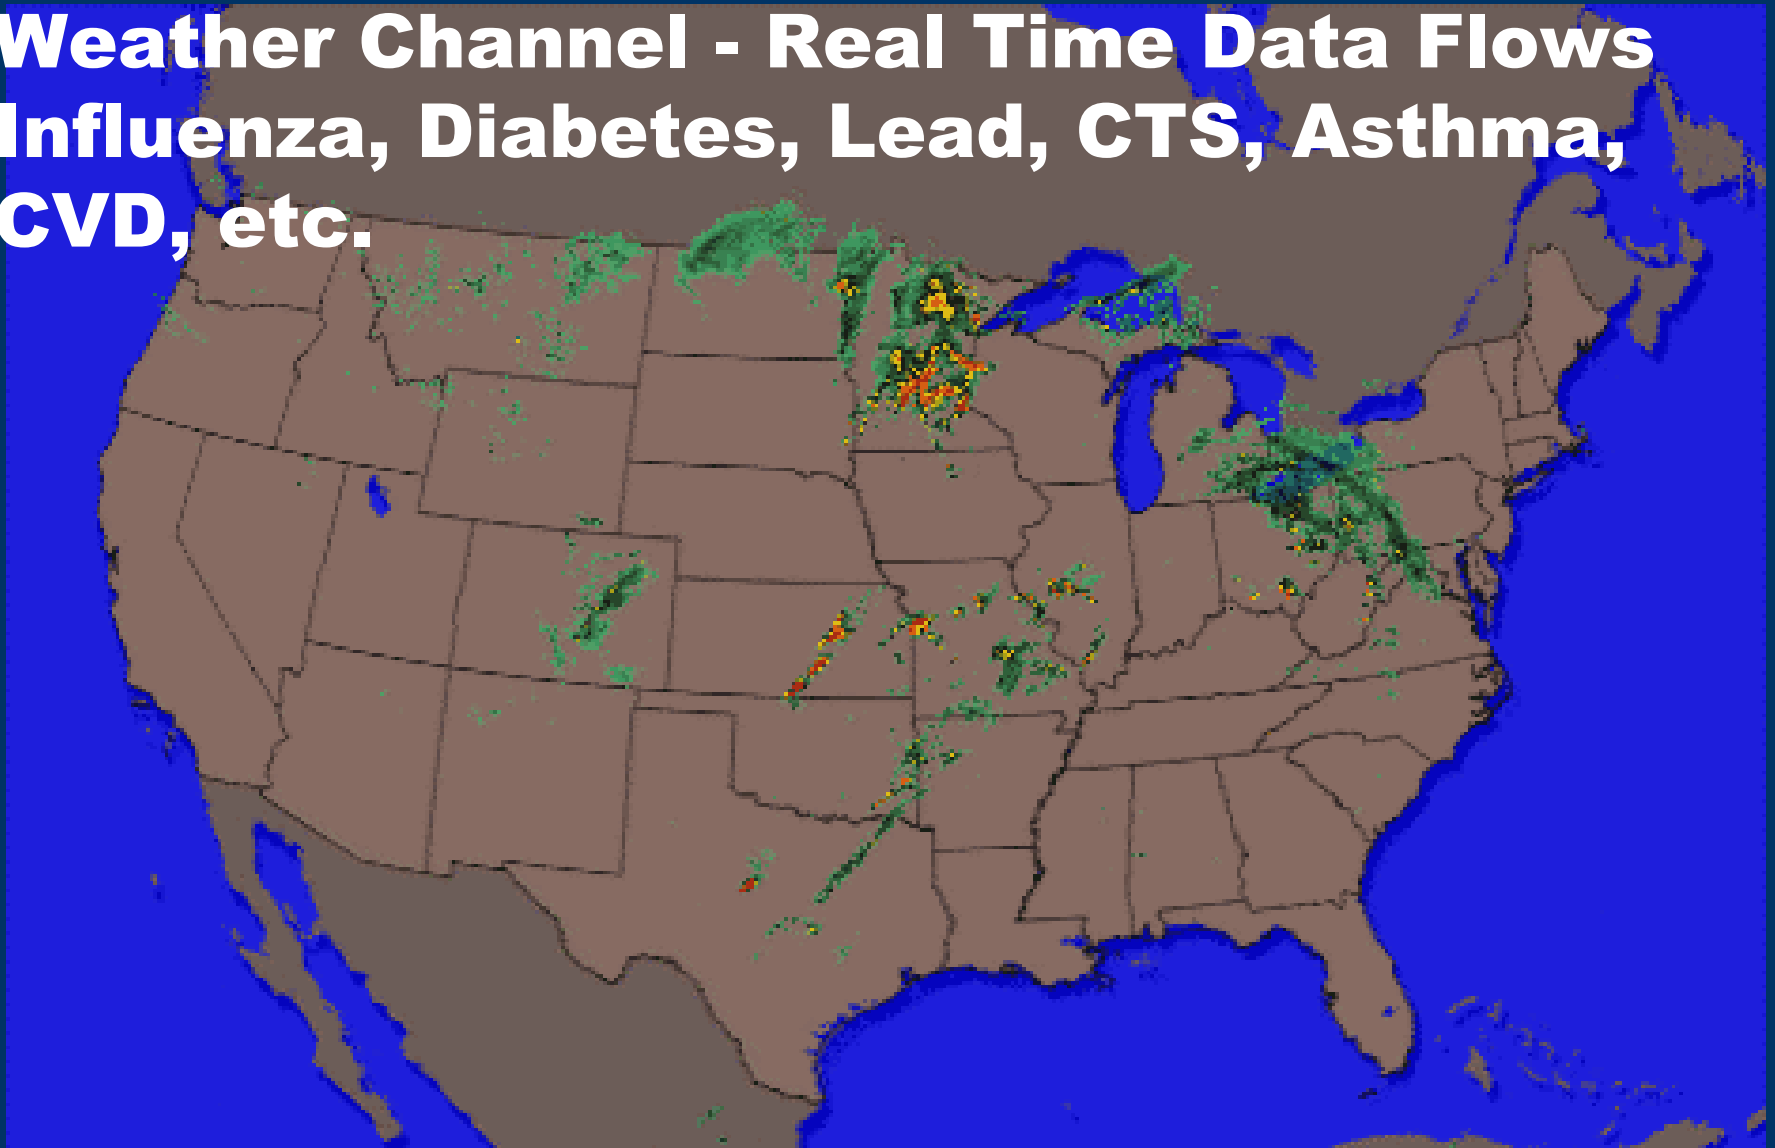 Weather Channel - Real Time Data Flows
Influenza, Diabetes, Lead, CTS, Asthma,
CVD, etc.